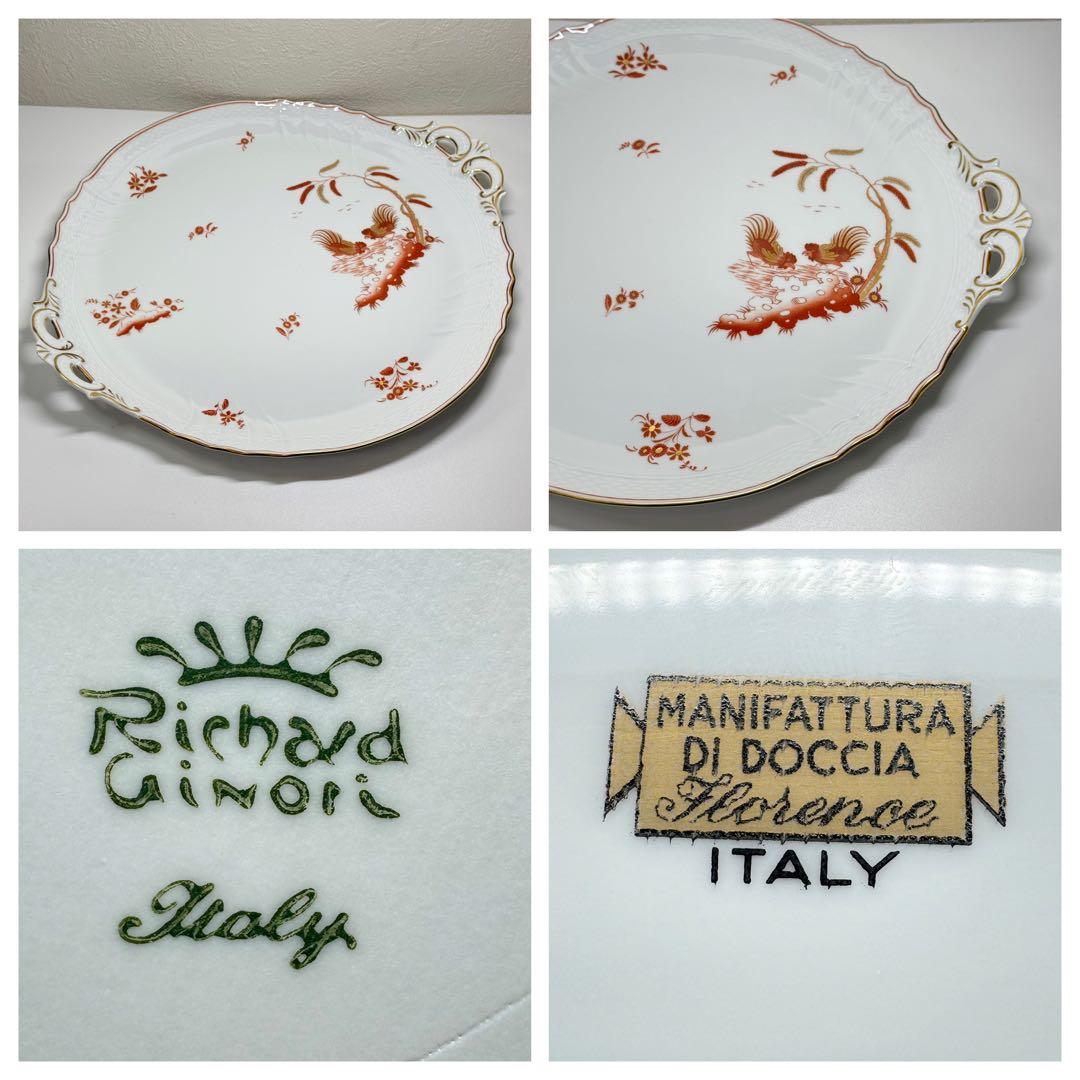 Richard
Ginori
Italy
MANIFATTURA
DI DOCCIA
Florence
ITALY